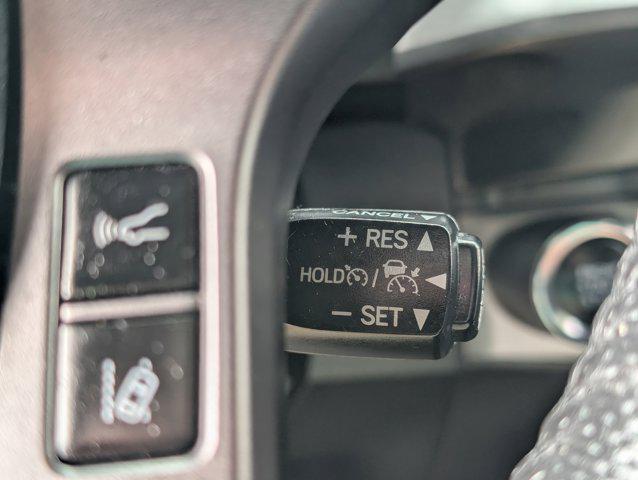 CANCEL
+ RES
HOLD /
− SET